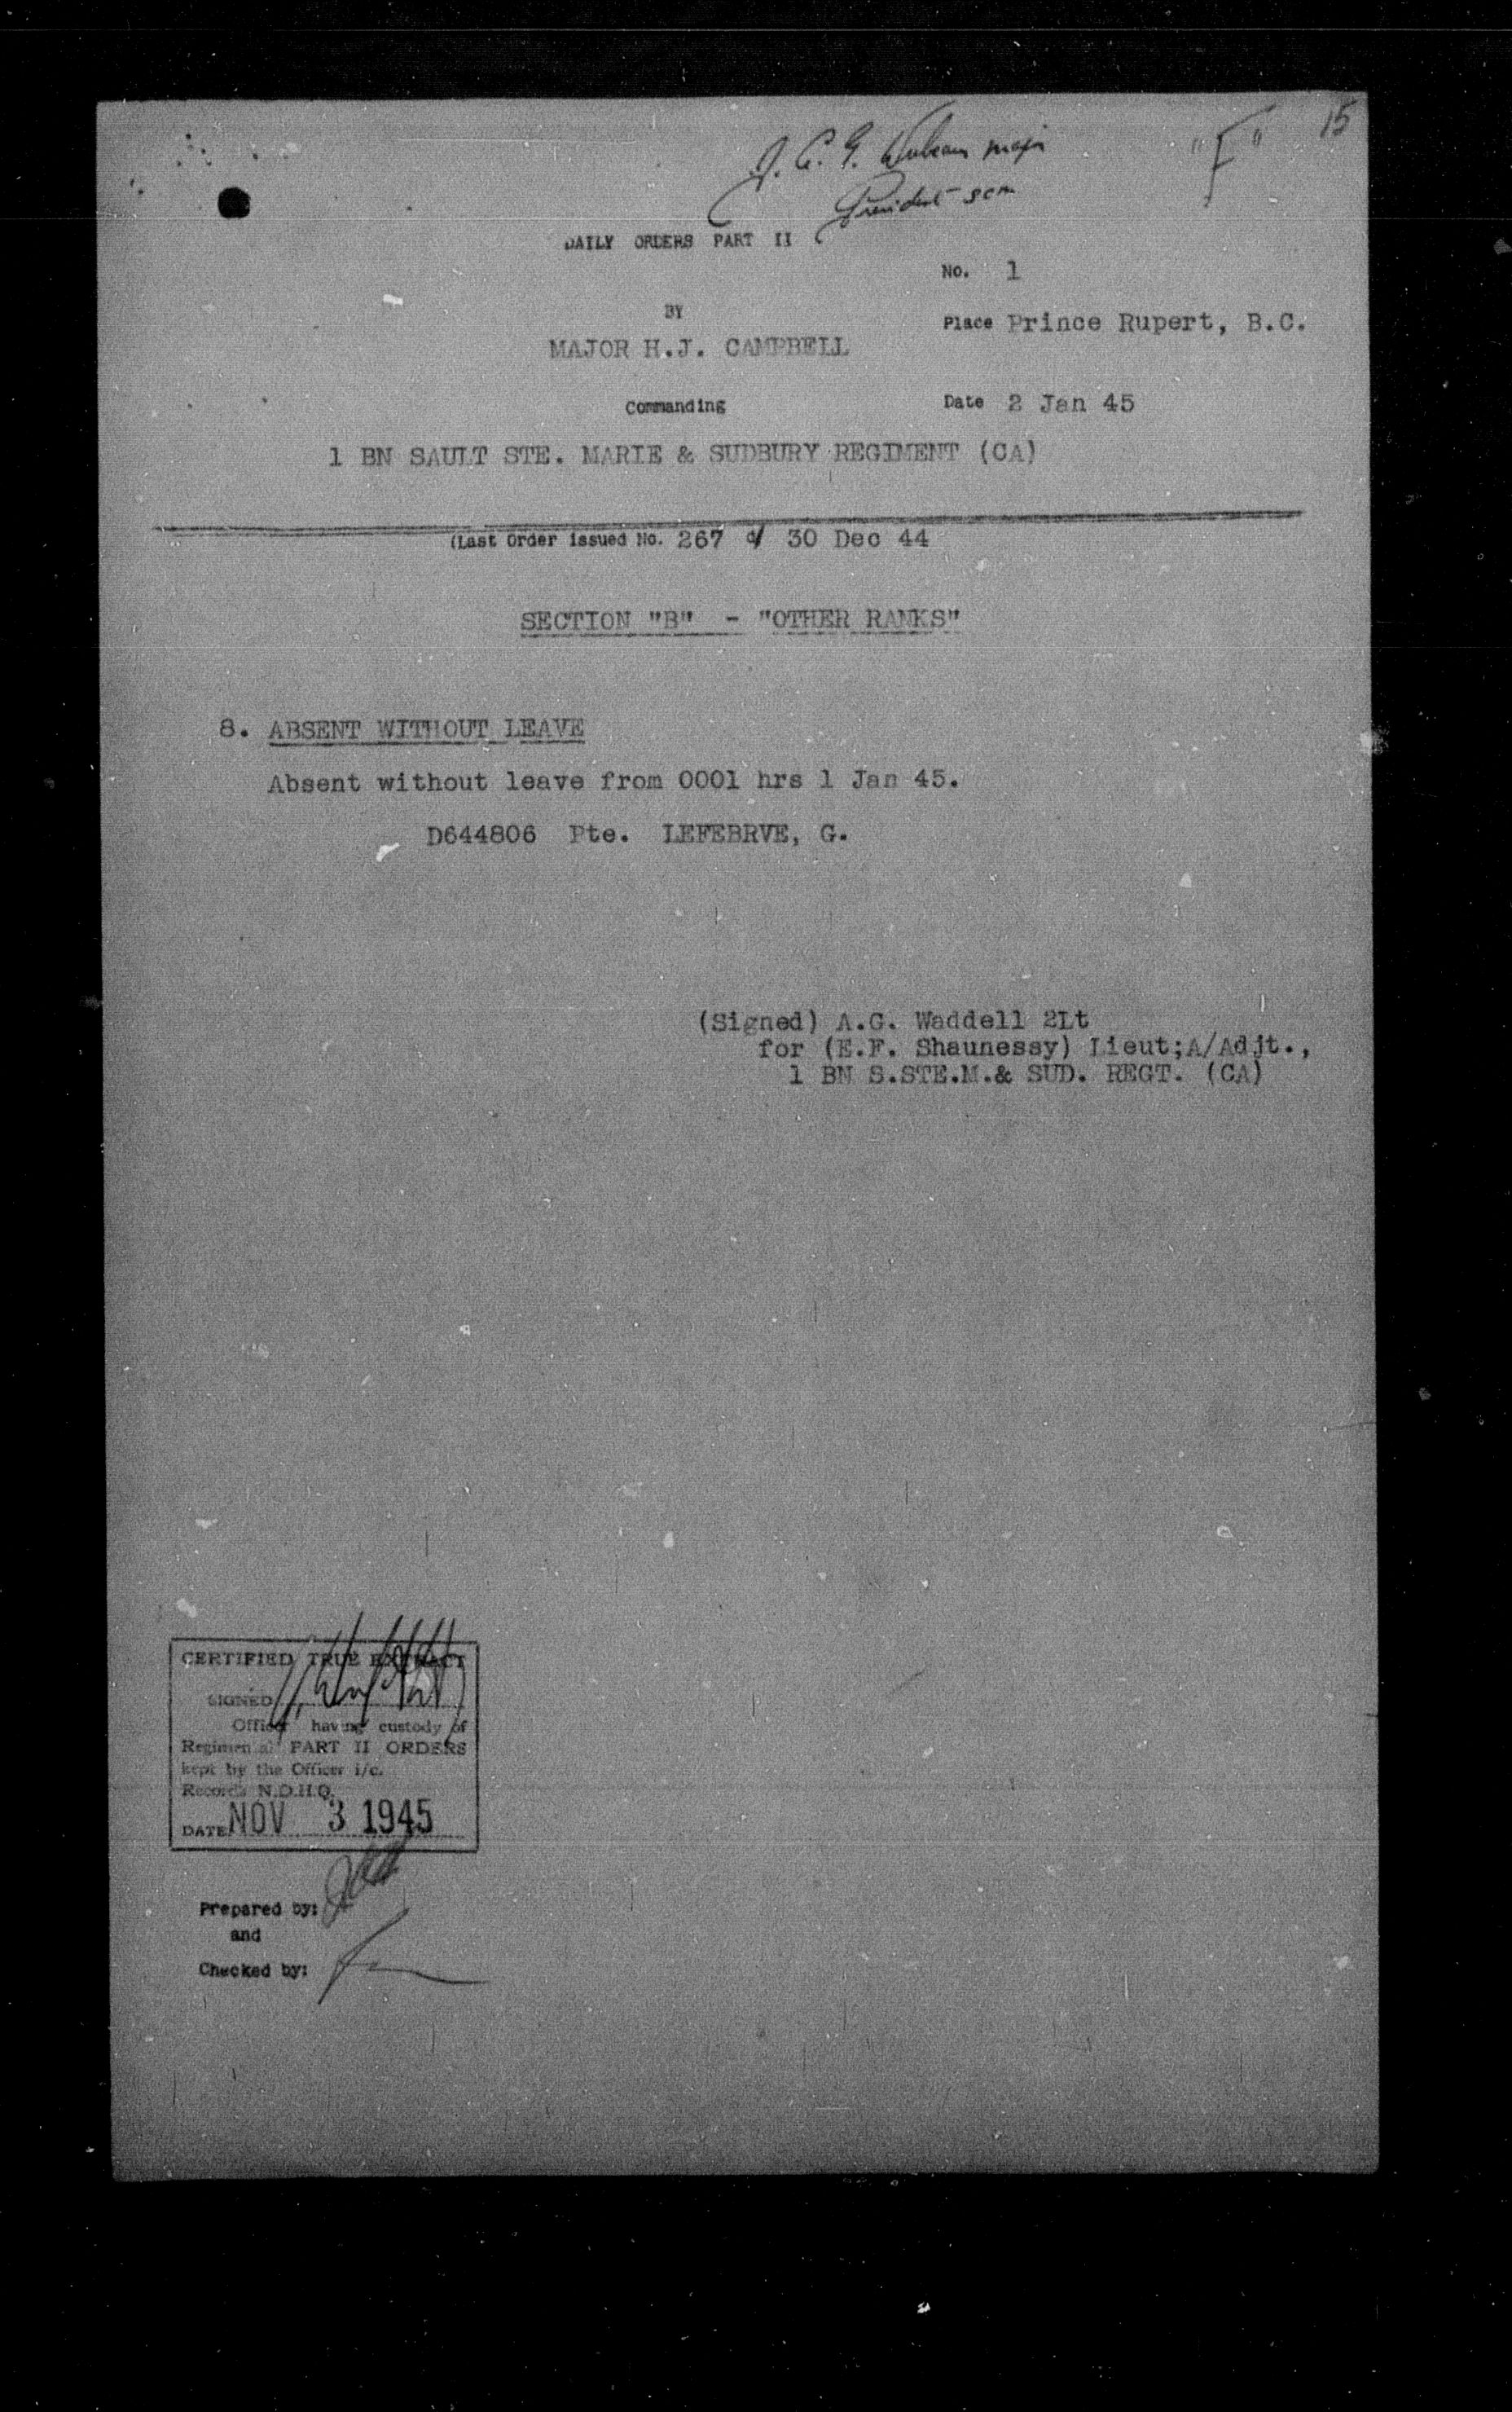 15
"F"
J. C. G. major
President SCM
DAILY ORDERS PART II
No. 1
BY
Place Prince Rupert, B.C.
MAJOR H.J. CAMPBELL
Commanding
Date 2 Jan 45
1 BN SAULT STE. MARIE & SUDBURY REGIMENT (CA)
(Last Order issued No. 267 d/ 30 Dec 44
SECTION "B" - "OTHER RANKS"
8. ABSENT WITHOUT LEAVE
Absent without leave from 0001 hrs 1 Jan 45.
D644806 Pte. LEFEBRVE, G.
(Signed) A.G. Waddell 2Lt
for (E.F. Shaunessy) Lieut;A/Adjt.,
1 BN S.STE.M.& SUD. REGT. (CA)
CERTIFIED TRUE EXTRACT
SIGNED
Officer having custody of
Regimental PART II ORDERS
kept by the Officer i/c.
Records N.D.H.Q.
DATE NOV 3 1945
Prepared by:
and
Checked by: